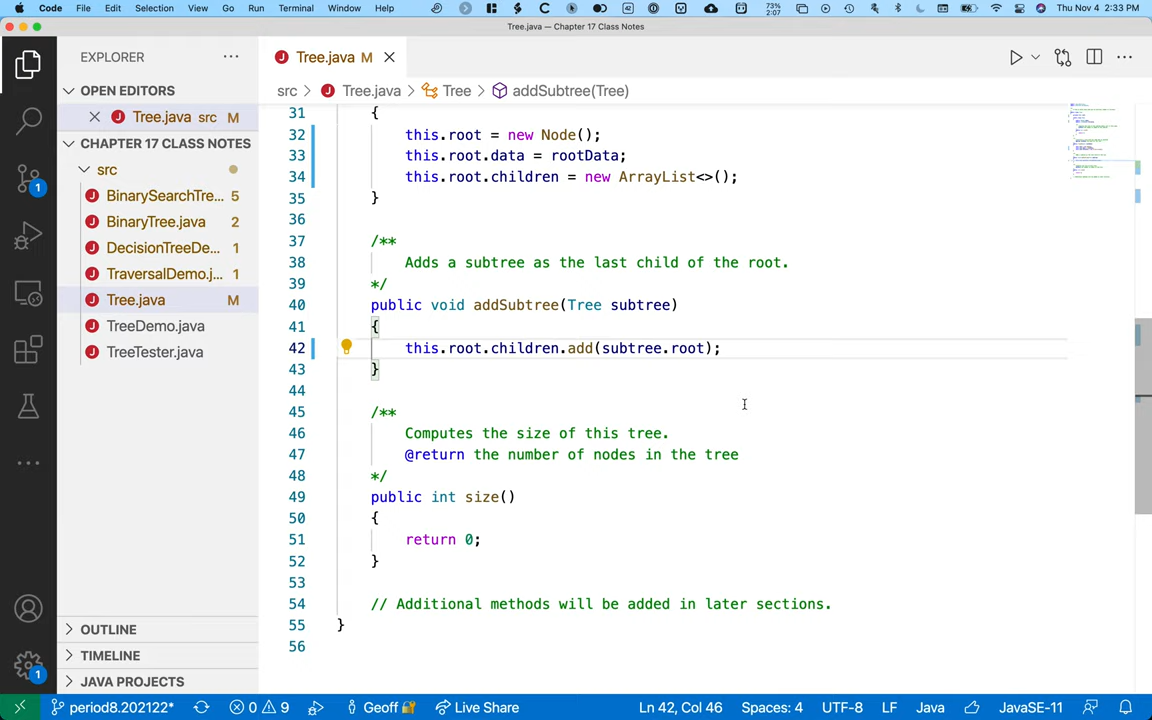 Code File Edit Selection View Go Run Terminal Window Help 42 73% 2:07 Thu Nov 4 2:33 PM
Tree.java — Chapter 17 Class Notes
EXPLORER
Tree.java M
OPEN EDITORS
src > Tree.java > Tree > addSubtree(Tree)
Tree.java src M
CHAPTER 17 CLASS NOTES
src
BinarySearchTre... 5
BinaryTree.java 2
DecisionTreeDe... 1
TraversalDemo.j... 1
Tree.java M
TreeDemo.java
TreeTester.java
OUTLINE
TIMELINE
JAVA PROJECTS
1
1
31 {
32 this.root = new Node();
33 this.root.data = rootData;
34 this.root.children = new ArrayList<>();
35 }
36
37 /**
38 Adds a subtree as the last child of the root.
39 */
40 public void addSubtree(Tree subtree)
41 {
42 this.root.children.add(subtree.root);
43 }
44
45 /**
46 Computes the size of this tree.
47 @return the number of nodes in the tree
48 */
49 public int size()
50 {
51 return 0;
52 }
53
54 // Additional methods will be added in later sections.
55 }
56
period8.202122* 0 9 Geoff Live Share Ln 42, Col 46 Spaces: 4 UTF-8 LF Java JavaSE-11